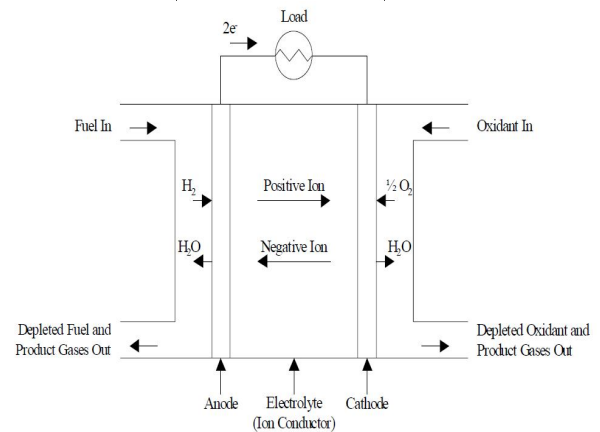 Load
2e⁻
Fuel In
Oxidant In
H₂
Positive Ion
½ O₂
H₂O
Negative Ion
H₂O
Depleted Fuel and
Product Gases Out
Depleted Oxidant and
Product Gases Out
Anode
Electrolyte
(Ion Conductor)
Cathode